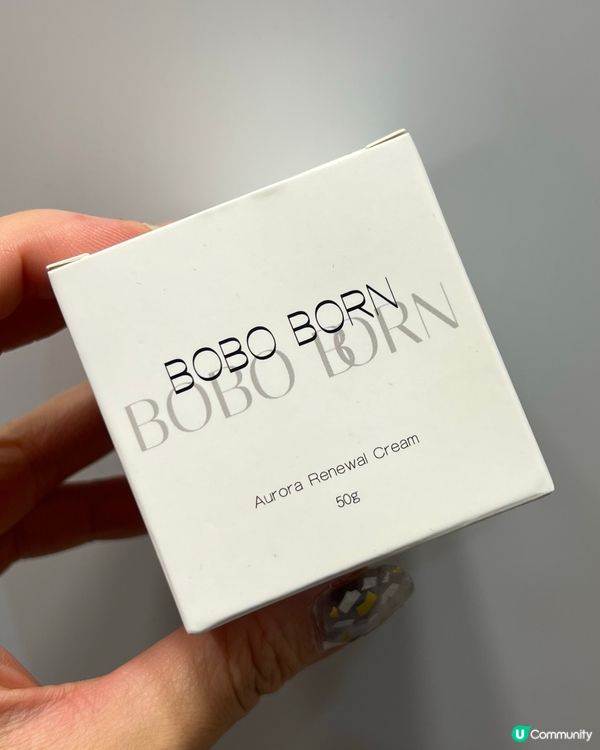 BOBO BORN
BOBO BORN
Aurora Renewal Cream
50g
U Community